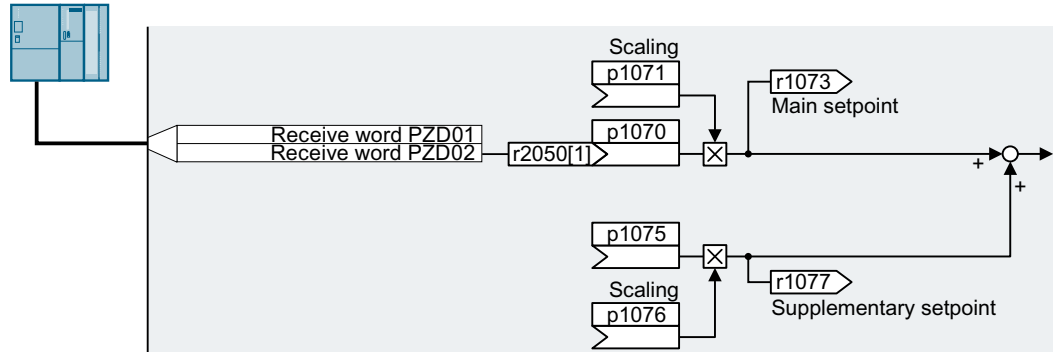 Scaling
p1071
r1073
Main setpoint
Receive word PZD01
p1070
Receive word PZD02
r2050[1]
+
+
p1075
r1077
Scaling
Supplementary setpoint
p1076